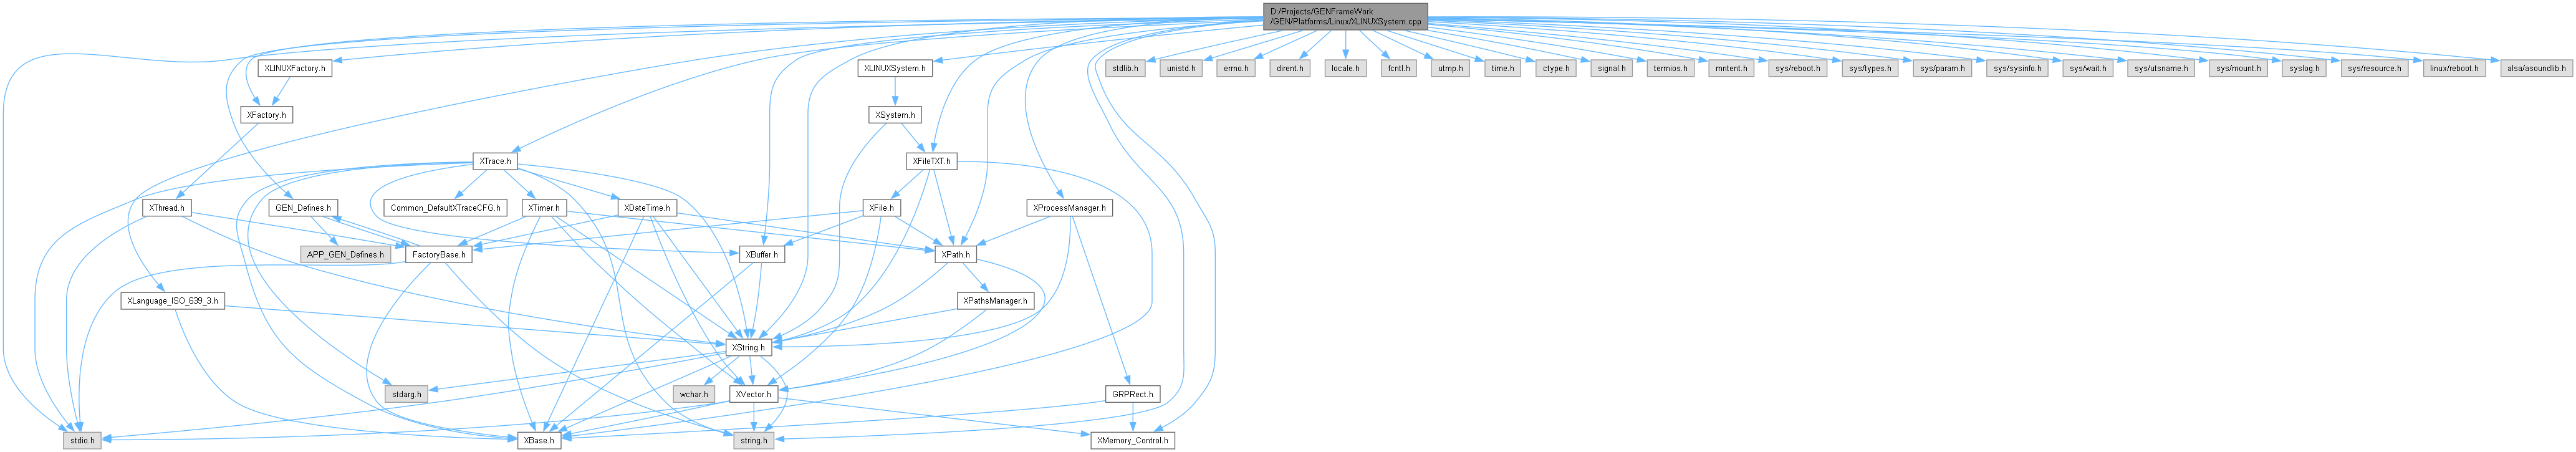 D:/Projects/GENFrameWork
/GEN/Platforms/Linux/XLINUXSystem.cpp
XLINUXFactory.h
XLINUXSystem.h
stdlib.h
unistd.h
errno.h
dirent.h
locale.h
fcntl.h
utmp.h
time.h
ctype.h
signal.h
termios.h
mntent.h
sys/reboot.h
sys/types.h
sys/param.h
sys/sysinfo.h
sys/wait.h
sys/utsname.h
sys/mount.h
syslog.h
sys/resource.h
linux/reboot.h
alsa/asoundlib.h
XFactory.h
XSystem.h
XTrace.h
XFileTXT.h
XThread.h
GEN_Defines.h
Common_DefaultXTraceCFG.h
XTimer.h
XDateTime.h
XFile.h
XProcessManager.h
APP_GEN_Defines.h
FactoryBase.h
XBuffer.h
XPath.h
XLanguage_ISO_639_3.h
XPathsManager.h
XString.h
stdarg.h
wchar.h
XVector.h
GRPRect.h
stdio.h
XBase.h
string.h
XMemory_Control.h